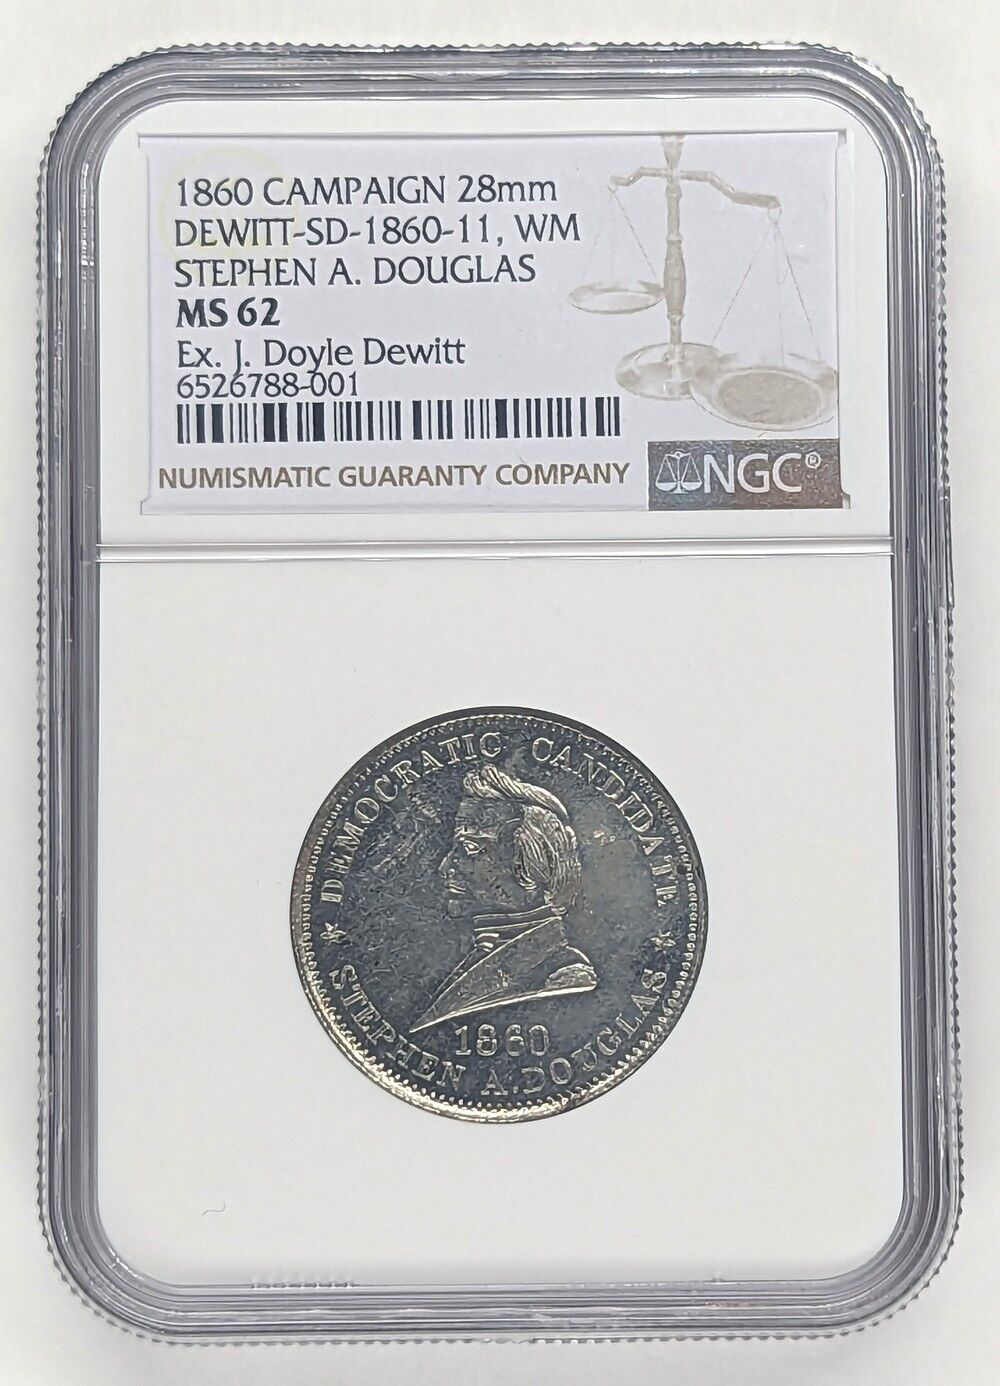 1860 CAMPAIGN 28mm
DEWITT-SD-1860-11, WM
STEPHEN A. DOUGLAS
MS 62
Ex. J. Doyle Dewitt
6526788-001
NUMISMATIC GUARANTY COMPANY
NGC®
DEMOCRATIC CANDIDATE
1860
STEPHEN A. DOUGLAS